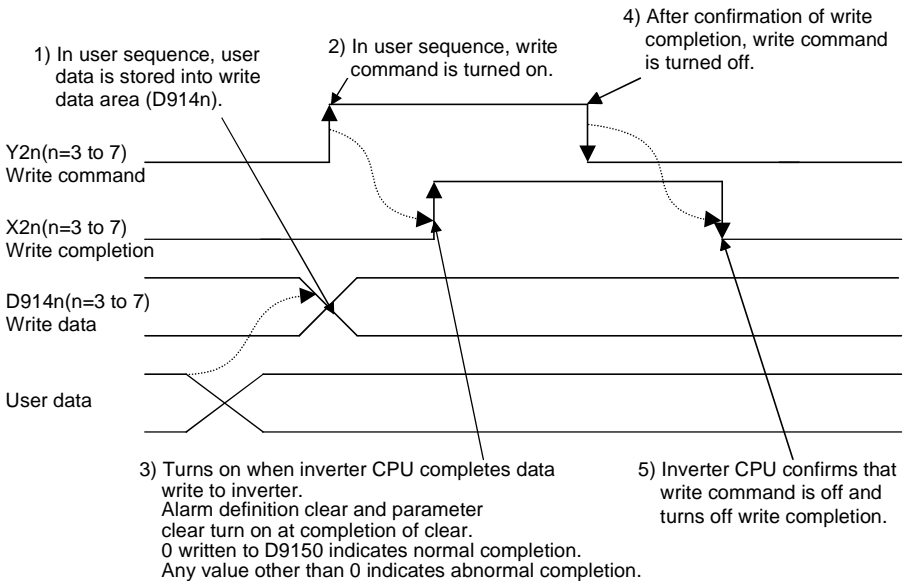 4) After confirmation of write
completion, write command
is turned off.
1) In user sequence, user
data is stored into write
data area (D914n).
2) In user sequence, write
command is turned on.
Y2n(n=3 to 7)
Write command
X2n(n=3 to 7)
Write completion
D914n(n=3 to 7)
Write data
User data
3) Turns on when inverter CPU completes data
write to inverter.
Alarm definition clear and parameter
clear turn on at completion of clear.
0 written to D9150 indicates normal completion.
Any value other than 0 indicates abnormal completion.
5) Inverter CPU confirms that
write command is off and
turns off write completion.